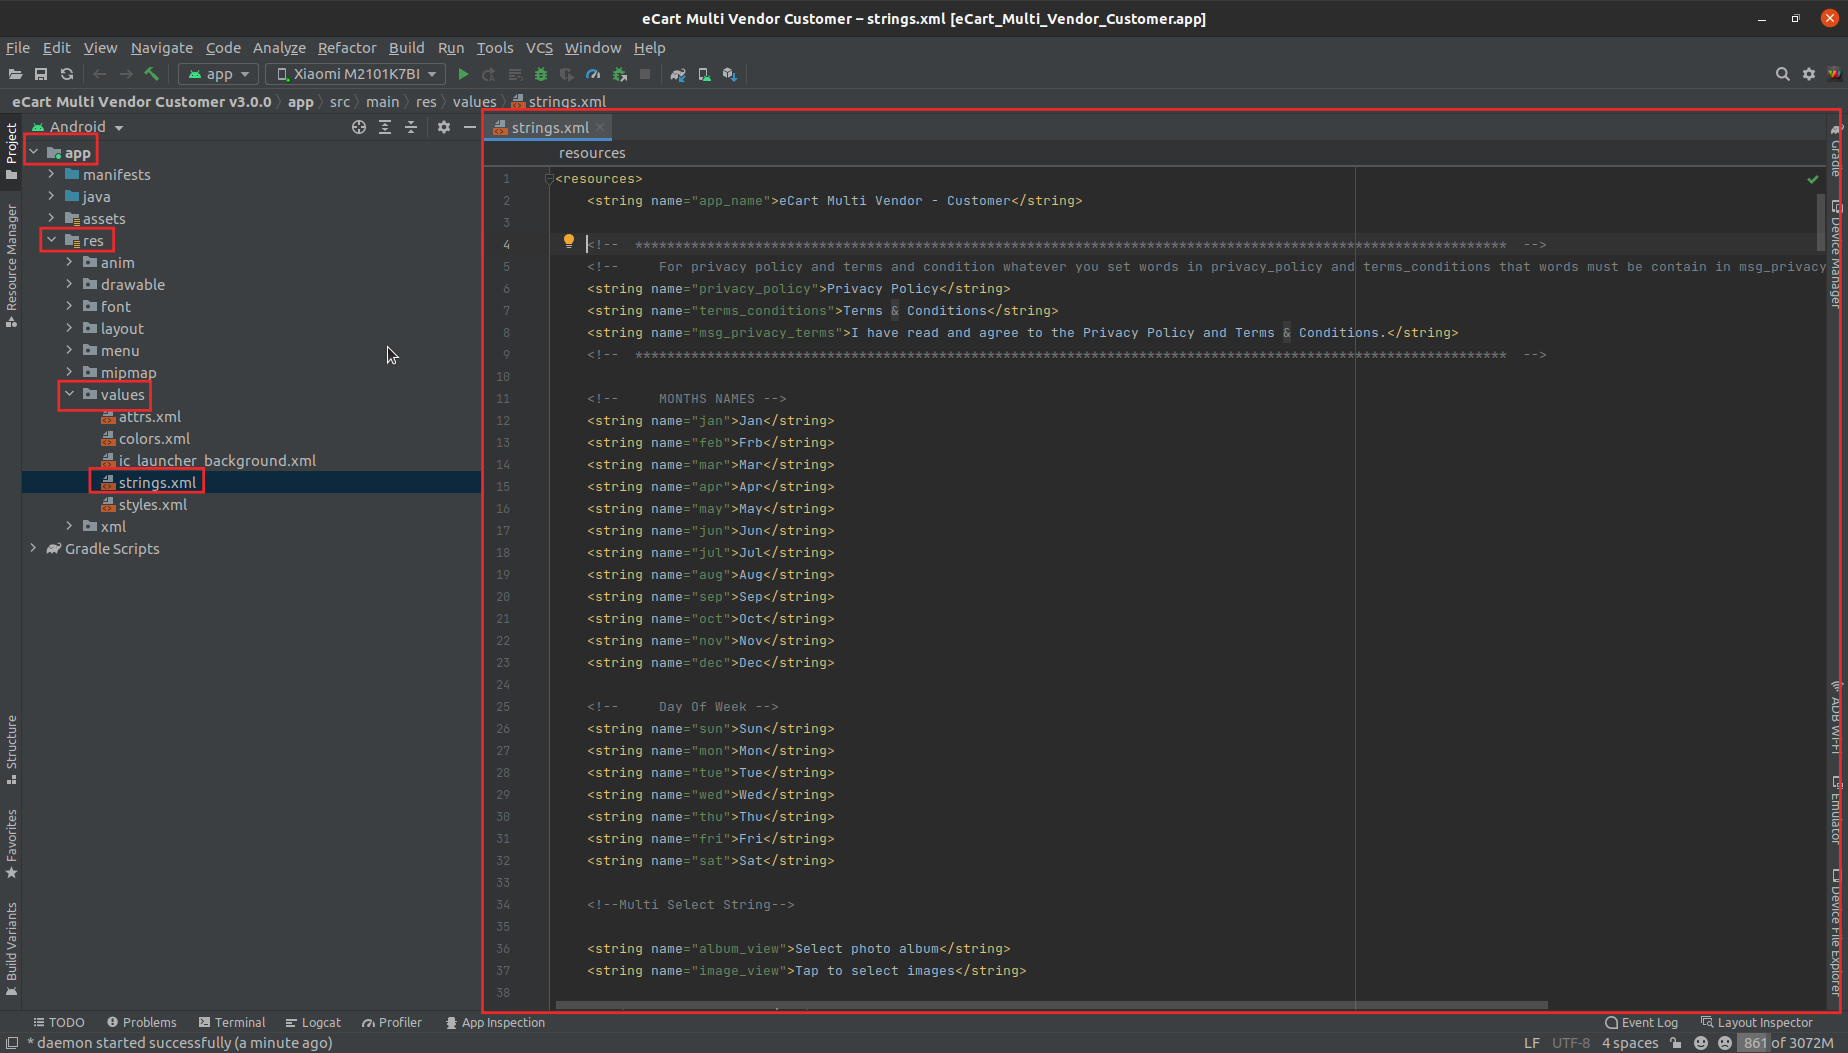 eCart Multi Vendor Customer – strings.xml [eCart_Multi_Vendor_Customer.app]
File Edit View Navigate Code Analyze Refactor Build Run Tools VCS Window Help
app Xiaomi M2101K7BI
eCart Multi Vendor Customer v3.0.0 app src main res values strings.xml
Project
Resource Manager
Structure
Favorites
Build Variants
Android
app
manifests
java
assets
res
anim
drawable
font
layout
menu
mipmap
values
attrs.xml
colors.xml
ic_launcher_background.xml
strings.xml
styles.xml
xml
Gradle Scripts
strings.xml
resources
1 <resources>
2 <string name="app_name">eCart Multi Vendor - Customer</string>
3
4 <!-- ************************************************************************************************************* -->
5 <!-- For privacy policy and terms and condition whatever you set words in privacy_policy and terms_conditions that words must be contain in msg_privacy
6 <string name="privacy_policy">Privacy Policy</string>
7 <string name="terms_conditions">Terms & Conditions</string>
8 <string name="msg_privacy_terms">I have read and agree to the Privacy Policy and Terms & Conditions.</string>
9 <!-- ************************************************************************************************************* -->
10
11 <!-- MONTHS NAMES -->
12 <string name="jan">Jan</string>
13 <string name="feb">Frb</string>
14 <string name="mar">Mar</string>
15 <string name="apr">Apr</string>
16 <string name="may">May</string>
17 <string name="jun">Jun</string>
18 <string name="jul">Jul</string>
19 <string name="aug">Aug</string>
20 <string name="sep">Sep</string>
21 <string name="oct">Oct</string>
22 <string name="nov">Nov</string>
23 <string name="dec">Dec</string>
24
25 <!-- Day Of Week -->
26 <string name="sun">Sun</string>
27 <string name="mon">Mon</string>
28 <string name="tue">Tue</string>
29 <string name="wed">Wed</string>
30 <string name="thu">Thu</string>
31 <string name="fri">Fri</string>
32 <string name="sat">Sat</string>
33
34 <!--Multi Select String-->
35
36 <string name="album_view">Select photo album</string>
37 <string name="image_view">Tap to select images</string>
38
Gradle
Device Manager
ADB Wi-Fi
Emulator
Device File Explorer
TODO Problems Terminal Logcat Profiler App Inspection Event Log Layout Inspector
* daemon started successfully (a minute ago) LF UTF-8 4 spaces 861 of 3072M